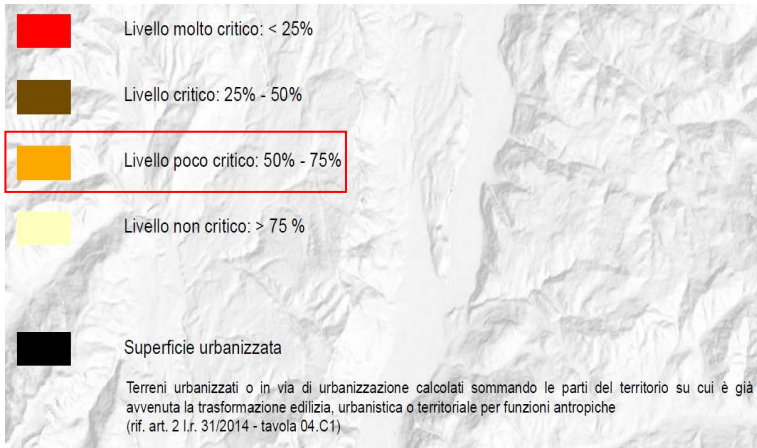 Livello molto critico: < 25%
Livello critico: 25% - 50%
Livello poco critico: 50% - 75%
Livello non critico: > 75 %
Superficie urbanizzata
Terreni urbanizzati o in via di urbanizzazione calcolati sommando le parti del territorio su cui è già
avvenuta la trasformazione edilizia, urbanistica o territoriale per funzioni antropiche
(rif. art. 2 l.r. 31/2014 - tavola 04.C1)